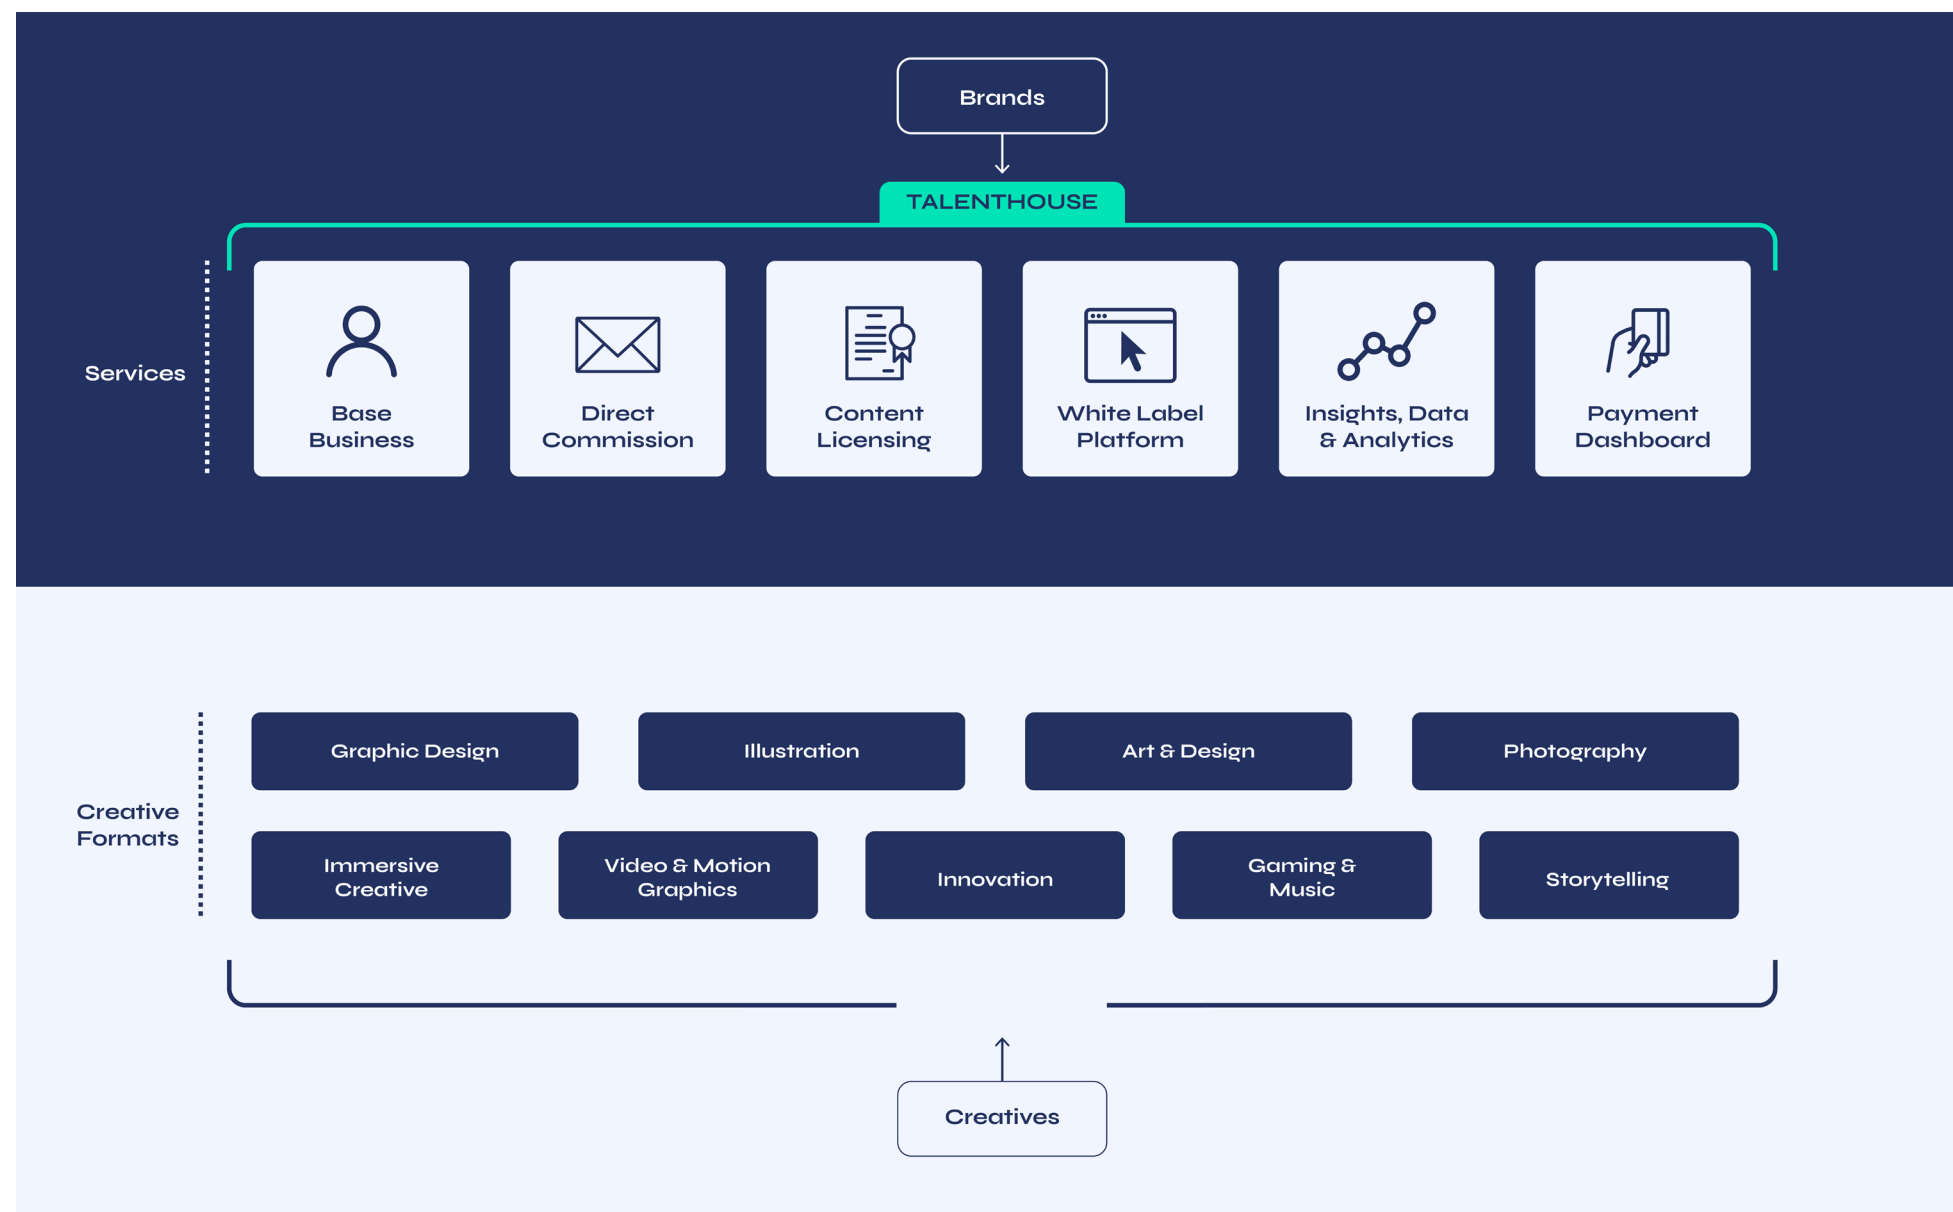 Brands
TALENTHOUSE
Services
Base
Business
Direct
Commission
Content
Licensing
White Label
Platform
Insights, Data
& Analytics
Payment
Dashboard
Creative
Formats
Graphic Design
Illustration
Art & Design
Photography
Immersive
Creative
Video & Motion
Graphics
Innovation
Gaming &
Music
Storytelling
Creatives